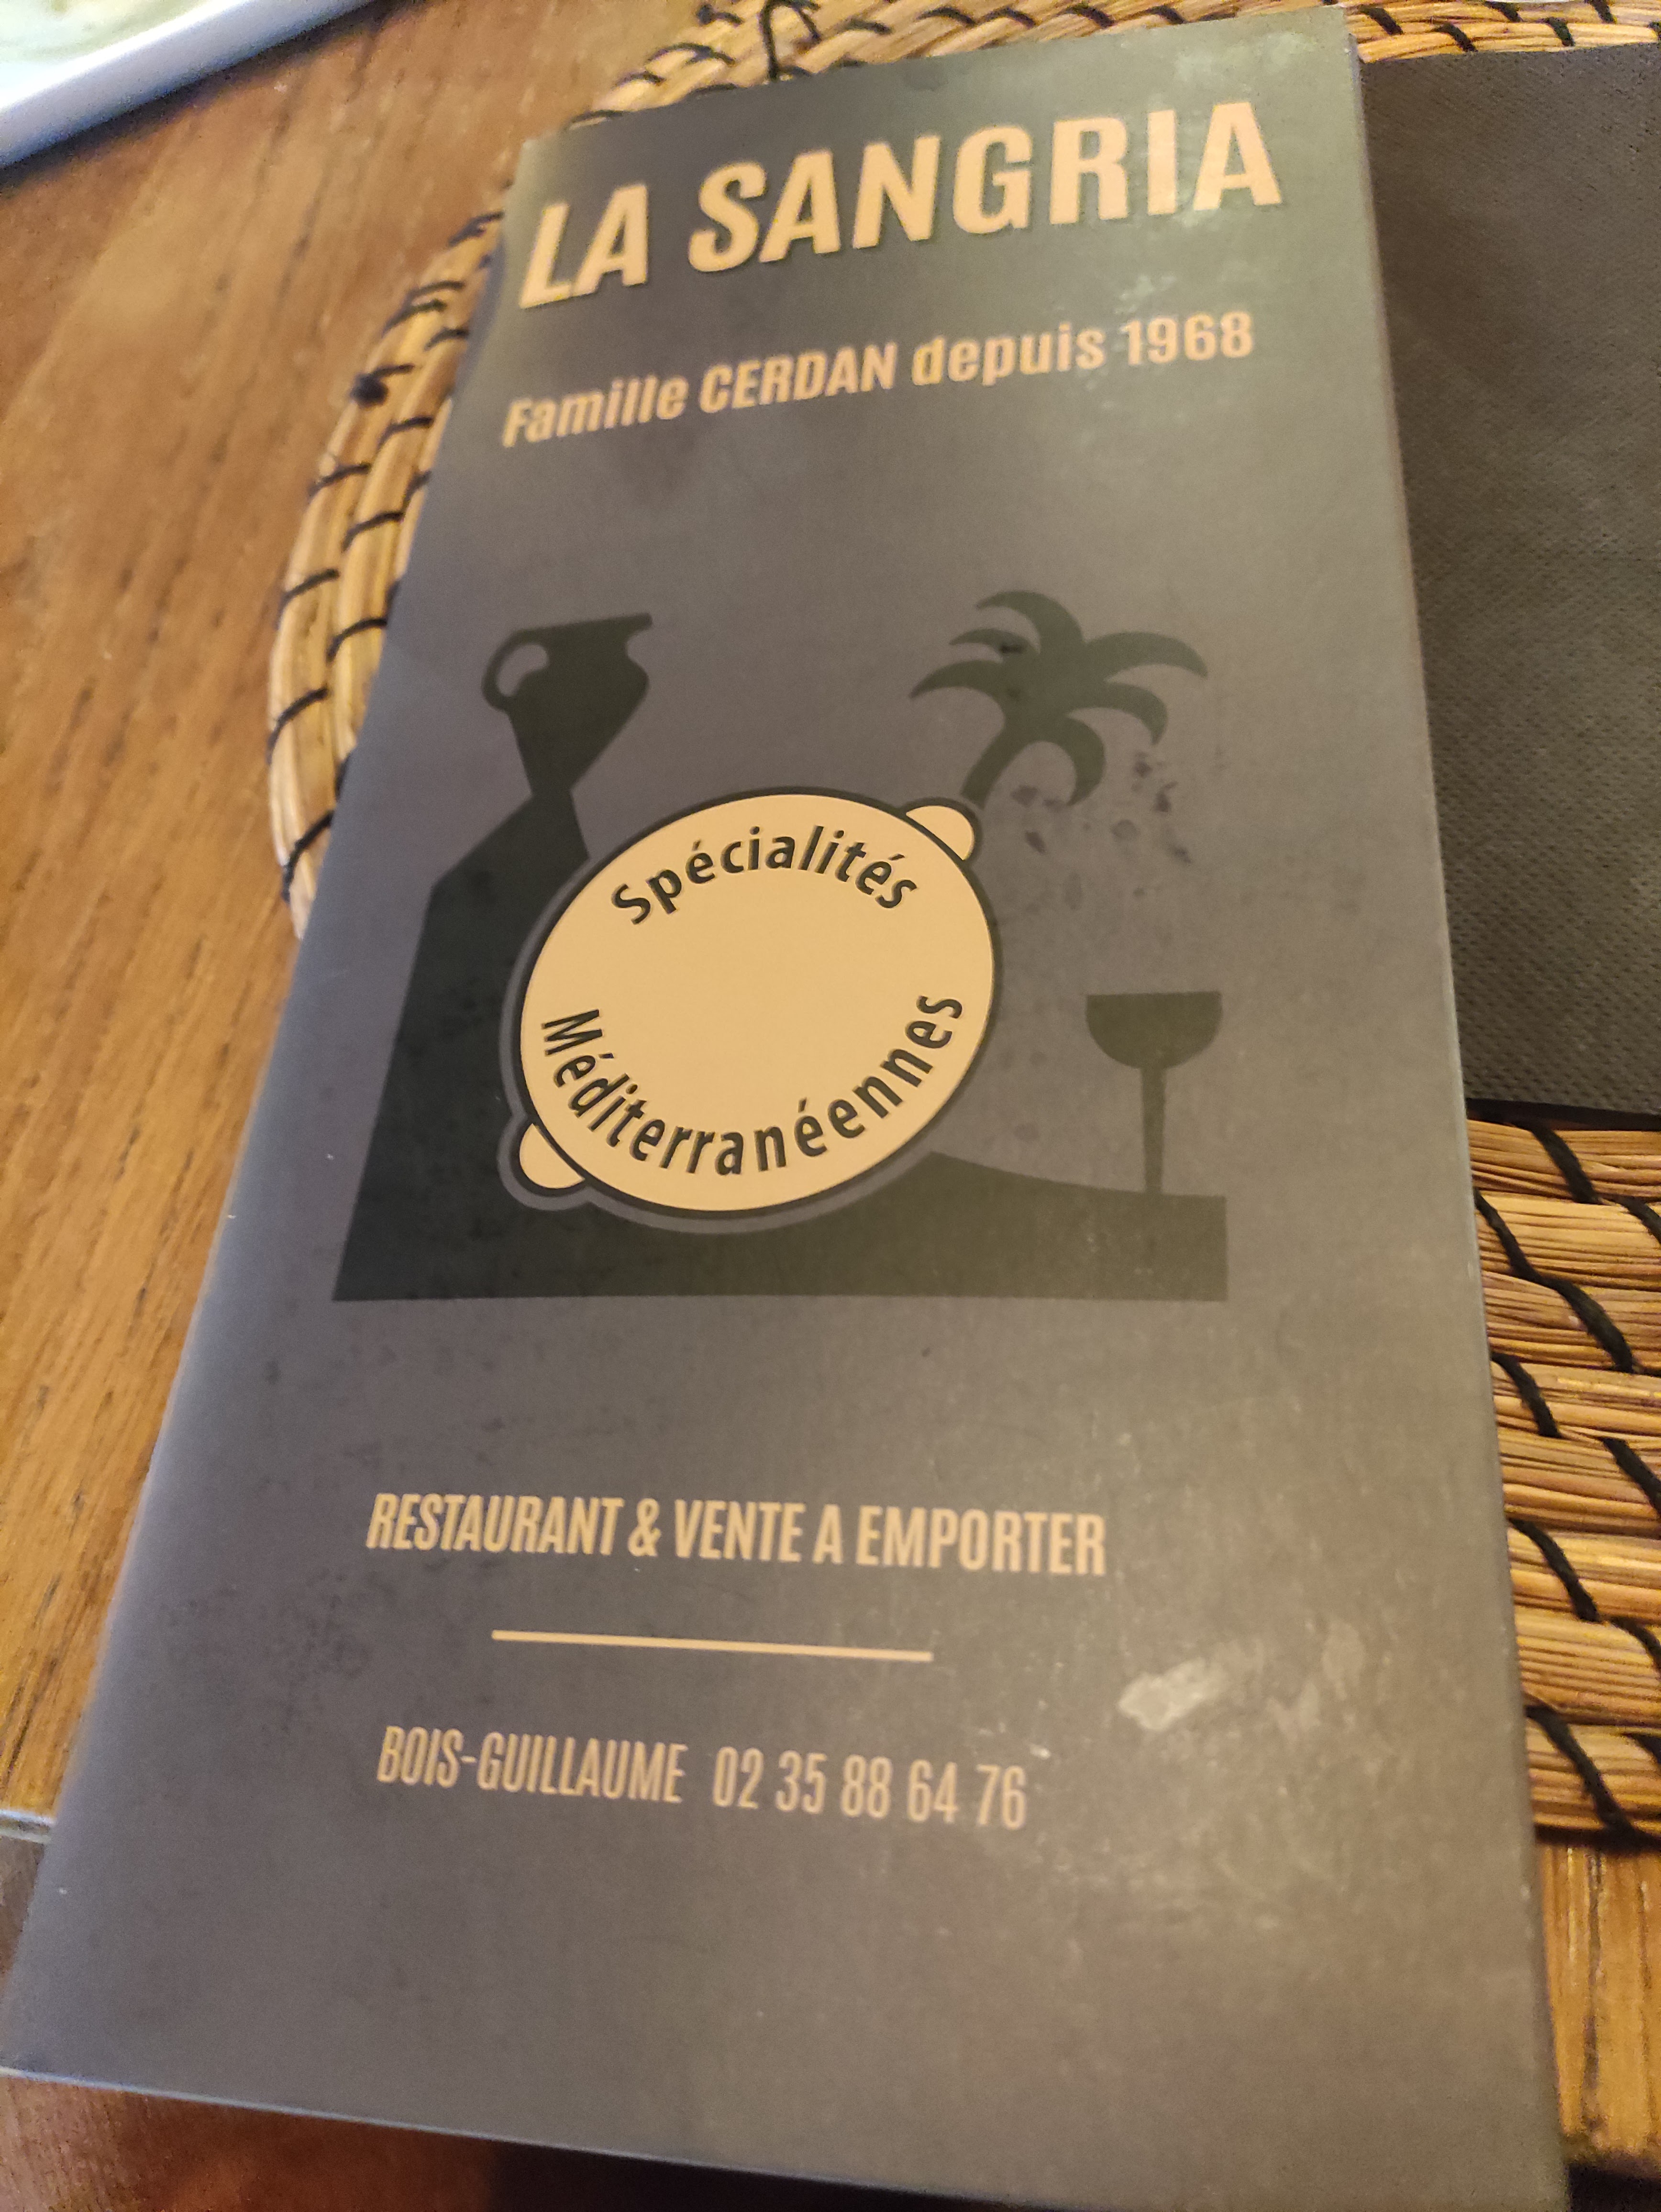 LA SANGRIA
Famille CERDAN depuis 1968
Spécialités
Méditerranéennes
RESTAURANT & VENTE A EMPORTER
BOIS-GUILLAUME 02 35 88 64 76